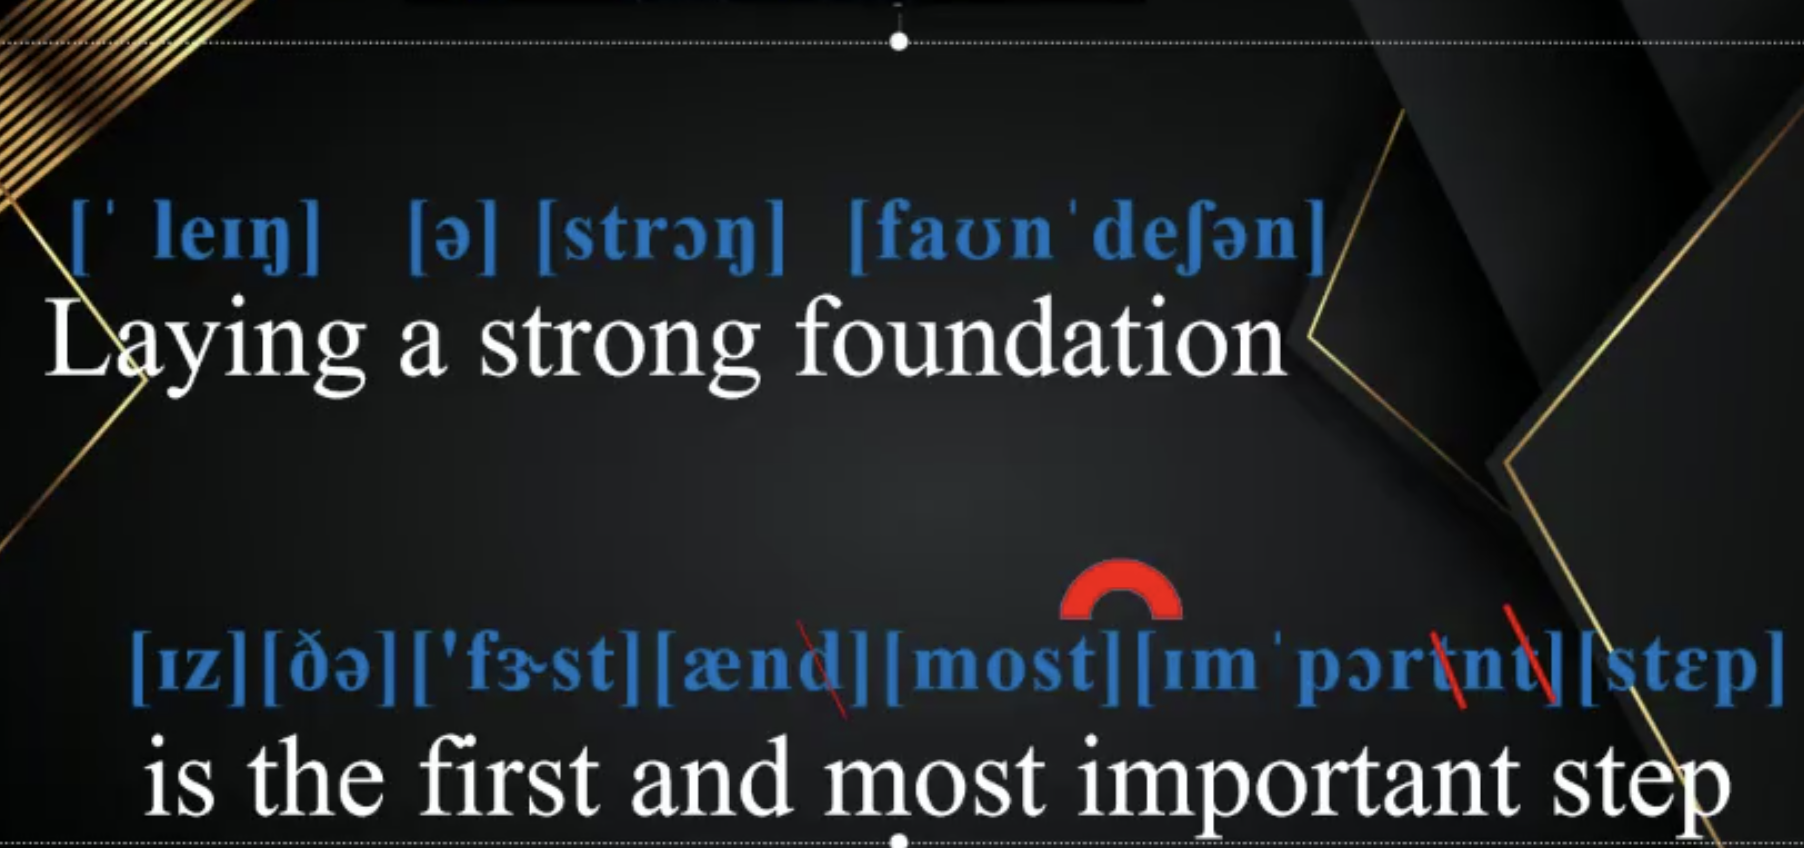 [ˈ leɪŋ] [ə] [strɔŋ] [faʊnˈdeʃən]
Laying a strong foundation
[ɪz][ðə]['fɝst][ænd][most][ɪmˈpɔrtnt][stɛp]
is the first and most important step